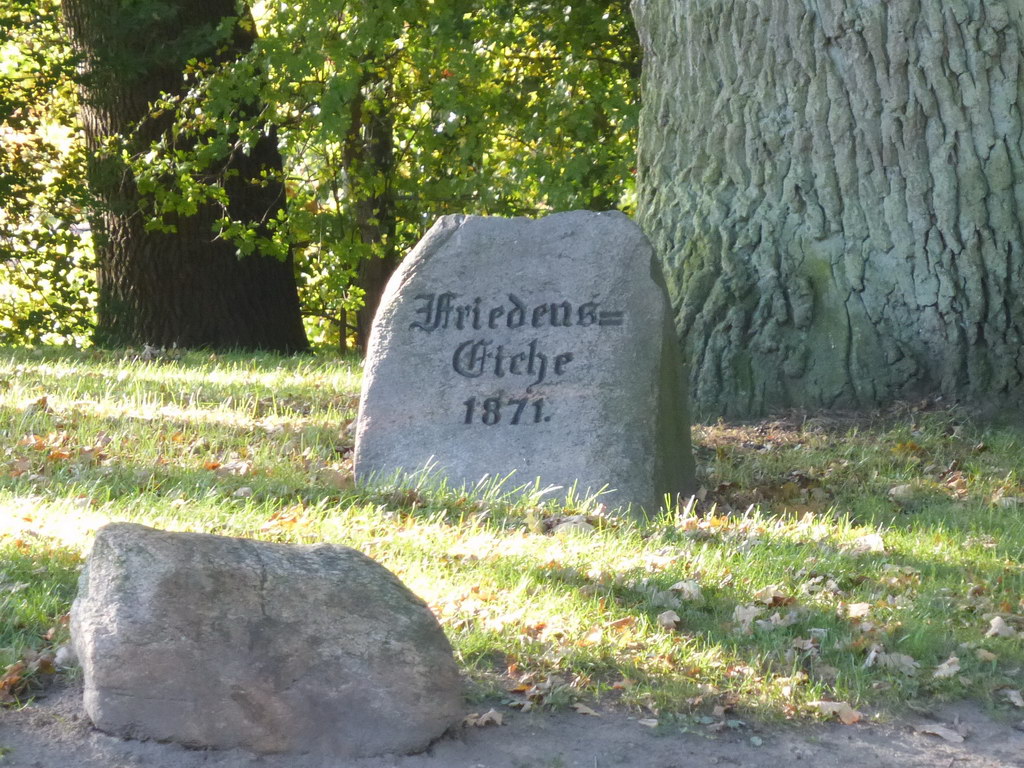 Friedens=
Eiche
1871.